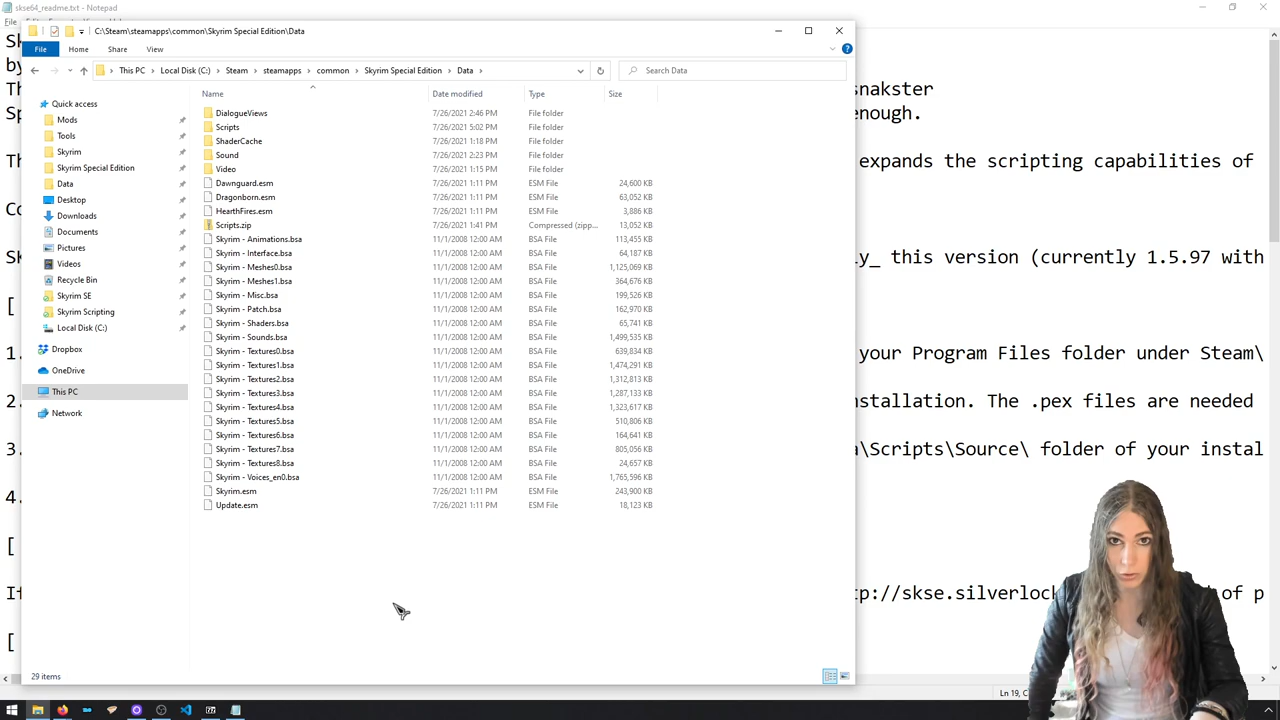 skse64_readme.txt - Notepad
File
C:\Steam\steamapps\common\Skyrim Special Edition\Data
File Home Share View
This PC Local Disk (C:) Steam steamapps common Skyrim Special Edition Data
Search Data
Quick access
Mods
Tools
Skyrim
Skyrim Special Edition
Data
Desktop
Downloads
Documents
Pictures
Videos
Recycle Bin
Skyrim SE
Skyrim Scripting
Local Disk (C:)
Dropbox
OneDrive
This PC
Network
Name Date modified Type Size
DialogueViews 7/26/2021 2:46 PM File folder
Scripts 7/26/2021 5:02 PM File folder
ShaderCache 7/26/2021 1:18 PM File folder
Sound 7/26/2021 2:23 PM File folder
Video 7/26/2021 1:15 PM File folder
Dawnguard.esm 7/26/2021 1:11 PM ESM File 24,600 KB
Dragonborn.esm 7/26/2021 1:11 PM ESM File 63,052 KB
HearthFires.esm 7/26/2021 1:11 PM ESM File 3,886 KB
Scripts.zip 7/26/2021 1:41 PM Compressed (zipp... 13,052 KB
Skyrim - Animations.bsa 11/1/2008 12:00 AM BSA File 113,455 KB
Skyrim - Interface.bsa 11/1/2008 12:00 AM BSA File 64,187 KB
Skyrim - Meshes0.bsa 11/1/2008 12:00 AM BSA File 1,125,069 KB
Skyrim - Meshes1.bsa 11/1/2008 12:00 AM BSA File 364,676 KB
Skyrim - Misc.bsa 11/1/2008 12:00 AM BSA File 199,526 KB
Skyrim - Patch.bsa 11/1/2008 12:00 AM BSA File 162,970 KB
Skyrim - Shaders.bsa 11/1/2008 12:00 AM BSA File 65,741 KB
Skyrim - Sounds.bsa 11/1/2008 12:00 AM BSA File 1,499,535 KB
Skyrim - Textures0.bsa 11/1/2008 12:00 AM BSA File 639,834 KB
Skyrim - Textures1.bsa 11/1/2008 12:00 AM BSA File 1,474,291 KB
Skyrim - Textures2.bsa 11/1/2008 12:00 AM BSA File 1,312,813 KB
Skyrim - Textures3.bsa 11/1/2008 12:00 AM BSA File 1,287,133 KB
Skyrim - Textures4.bsa 11/1/2008 12:00 AM BSA File 1,323,617 KB
Skyrim - Textures5.bsa 11/1/2008 12:00 AM BSA File 510,806 KB
Skyrim - Textures6.bsa 11/1/2008 12:00 AM BSA File 164,641 KB
Skyrim - Textures7.bsa 11/1/2008 12:00 AM BSA File 805,056 KB
Skyrim - Textures8.bsa 11/1/2008 12:00 AM BSA File 24,657 KB
Skyrim - Voices_en0.bsa 11/1/2008 12:00 AM BSA File 1,765,596 KB
Skyrim.esm 7/26/2021 1:11 PM ESM File 243,900 KB
Update.esm 7/26/2021 1:11 PM ESM File 18,123 KB
29 items
by
snakster
enough.
expands the scripting capabilities of
ly_ this version (currently 1.5.97 with
[
1. your Program Files folder under Steam\
2. nstallation. The .pex files are needed
3. a\Scripts\Source\ folder of your instal
4.
[
If tp://skse.silverlock of p
[
Ln 19, C